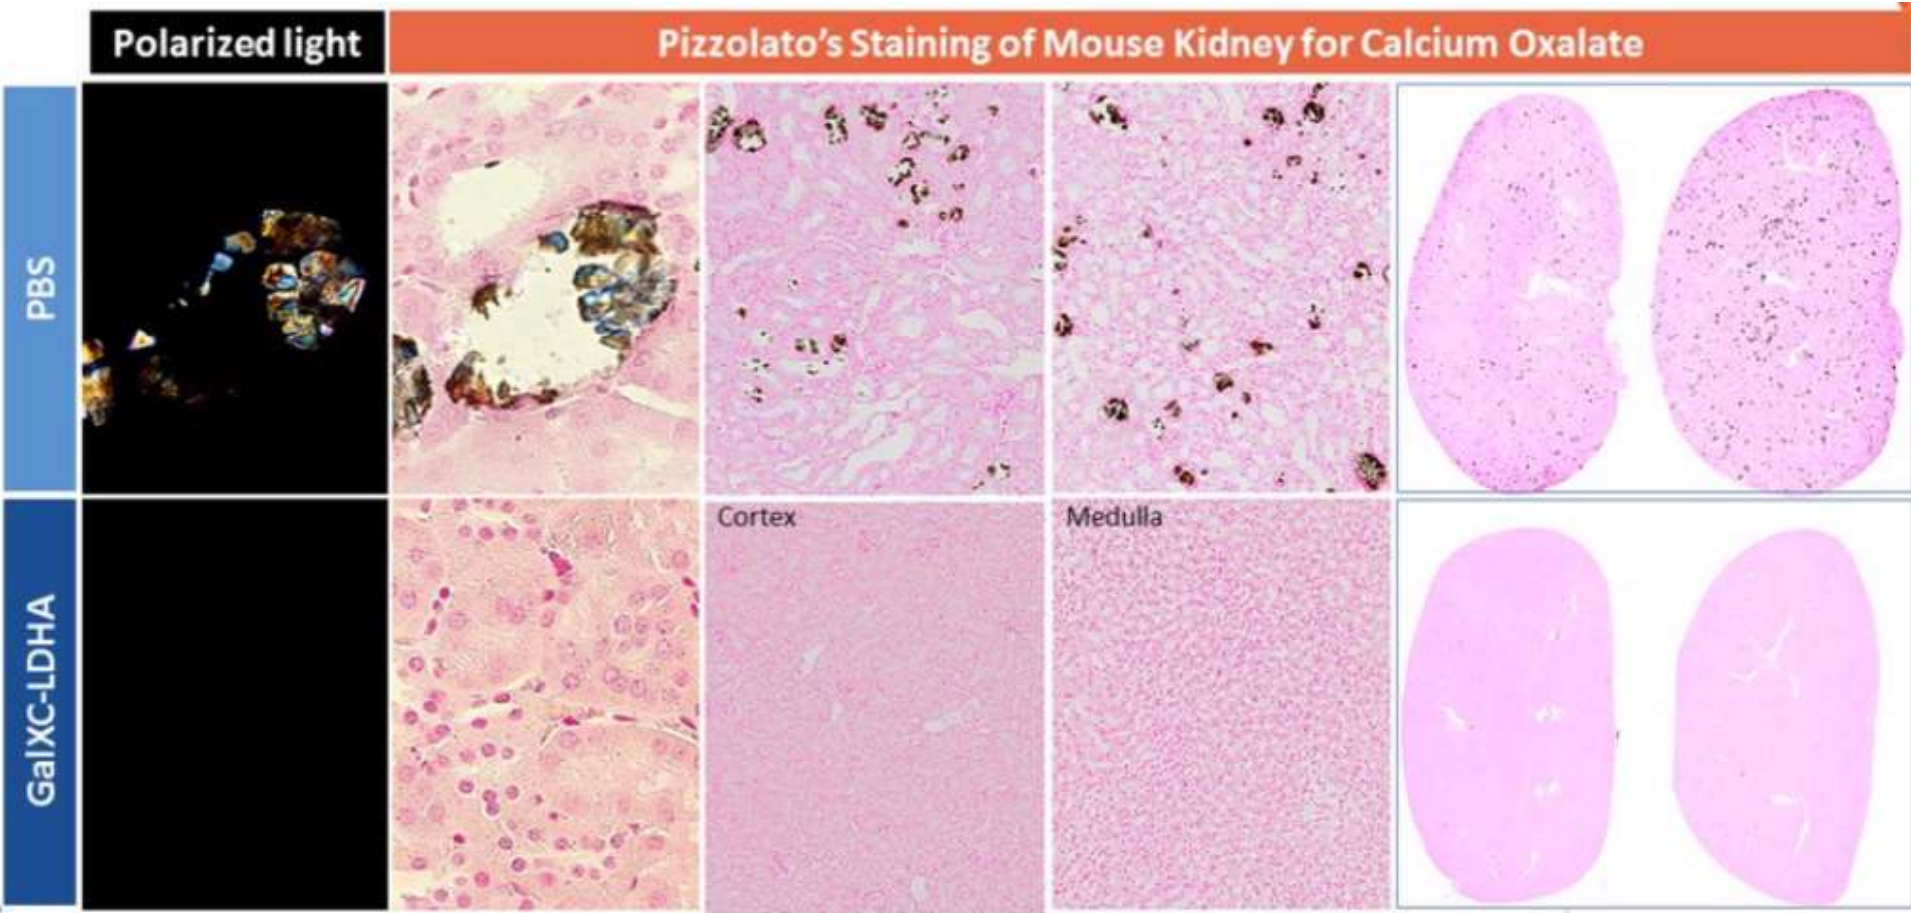 Polarized light
Pizzolato's Staining of Mouse Kidney for Calcium Oxalate
PBS
GalXC-LDHA
Cortex
Medulla